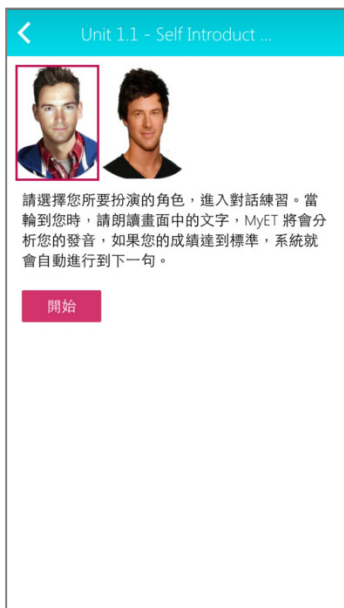 Unit 1.1 - Self Introduct ...
請選擇您所要扮演的角色，進入對話練習。當
輪到您時，請朗讀畫面中的文字，MyET 將會分
析您的發音，如果您的成績達到標準，系統就
會自動進行到下一句。
開始